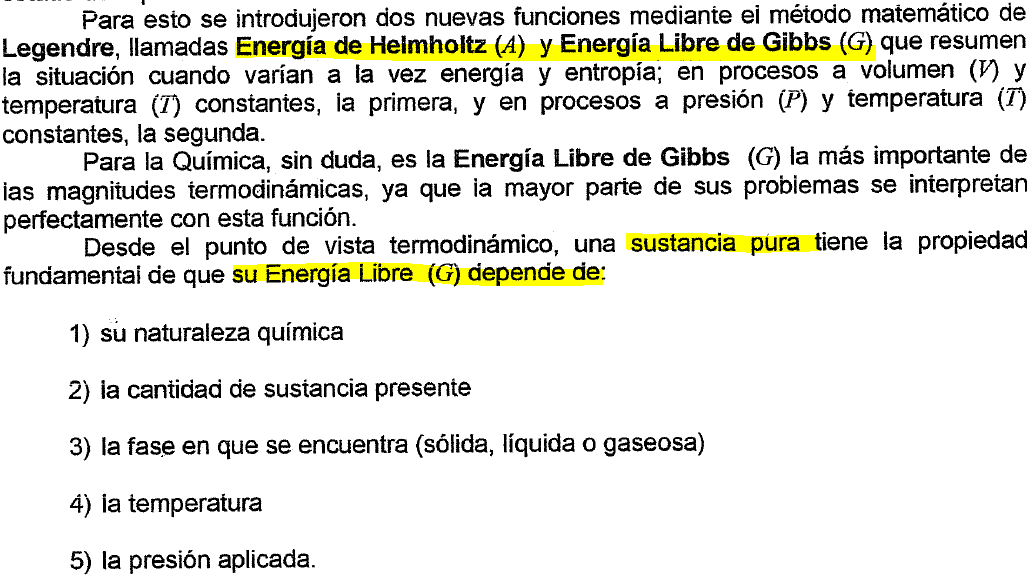 Para esto se introdujeron dos nuevas funciones mediante el método matemático de
Legendre, llamadas Energía de Helmholtz (A) y Energía Libre de Gibbs (G) que resumen
la situación cuando varían a la vez energía y entropía; en procesos a volumen (V) y
temperatura (T) constantes, la primera, y en procesos a presión (P) y temperatura (T)
constantes, la segunda.
Para la Química, sin duda, es la Energía Libre de Gibbs (G) la más importante de
las magnitudes termodinámicas, ya que la mayor parte de sus problemas se interpretan
perfectamente con esta función.
Desde el punto de vista termodinámico, una sustancia pura tiene la propiedad
fundamental de que su Energía Libre (G) depende de:
1) su naturaleza química
2) la cantidad de sustancia presente
3) la fase en que se encuentra (sólida, líquida o gaseosa)
4) la temperatura
5) la presión aplicada.